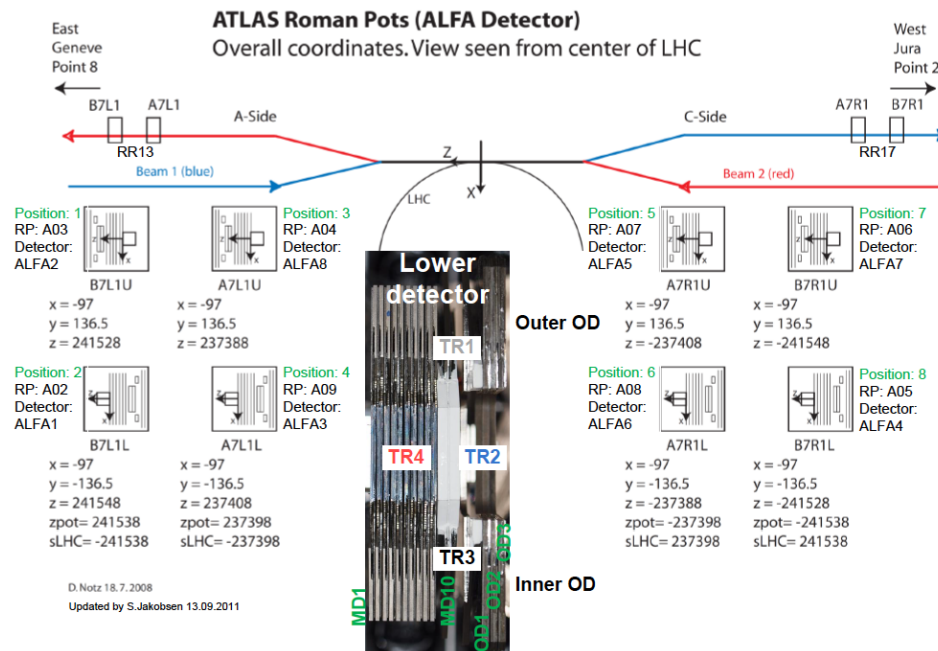 ATLAS Roman Pots (ALFA Detector)
Overall coordinates. View seen from center of LHC
East
Geneve
Point 8
West
Jura
Point 2
B7L1
A7L1
A-Side
C-Side
A7R1
B7R1
RR13
RR17
Z
X
Beam 1 (blue)
Beam 2 (red)
LHC
Position: 1
RP: A03
Detector:
ALFA2
z
x
B7L1U
x = -97
y = 136.5
z = 241528
Position: 3
RP: A04
Detector:
ALFA8
z
x
A7L1U
x = -97
y = 136.5
z = 237388
Position: 5
RP: A07
Detector:
ALFA5
z
x
A7R1U
x = -97
y = 136.5
z = -237408
Position: 7
RP: A06
Detector:
ALFA7
z
x
B7R1U
x = -97
y = 136.5
z = -241548
Position: 2
RP: A02
Detector:
ALFA1
z
x
B7L1L
x = -97
y = -136.5
z = 241548
zpot= 241538
sLHC= -241538
Position: 4
RP: A09
Detector:
ALFA3
z
x
A7L1L
x = -97
y = -136.5
z = 237408
zpot= 237398
sLHC= -237398
Position: 6
RP: A08
Detector:
ALFA6
z
x
A7R1L
x = -97
y = -136.5
z = -237388
zpot= -237398
sLHC= 237398
Position: 8
RP: A05
Detector:
ALFA4
z
x
B7R1L
x = -97
y = -136.5
z = -241528
zpot= -241538
sLHC= 241538
Lower
detector
Outer OD
TR1
TR4
TR2
TR3
Inner OD
MD1
MD10
OD1
OD2
OD3
D. Notz 18.7.2008
Updated by S.Jakobsen 13.09.2011